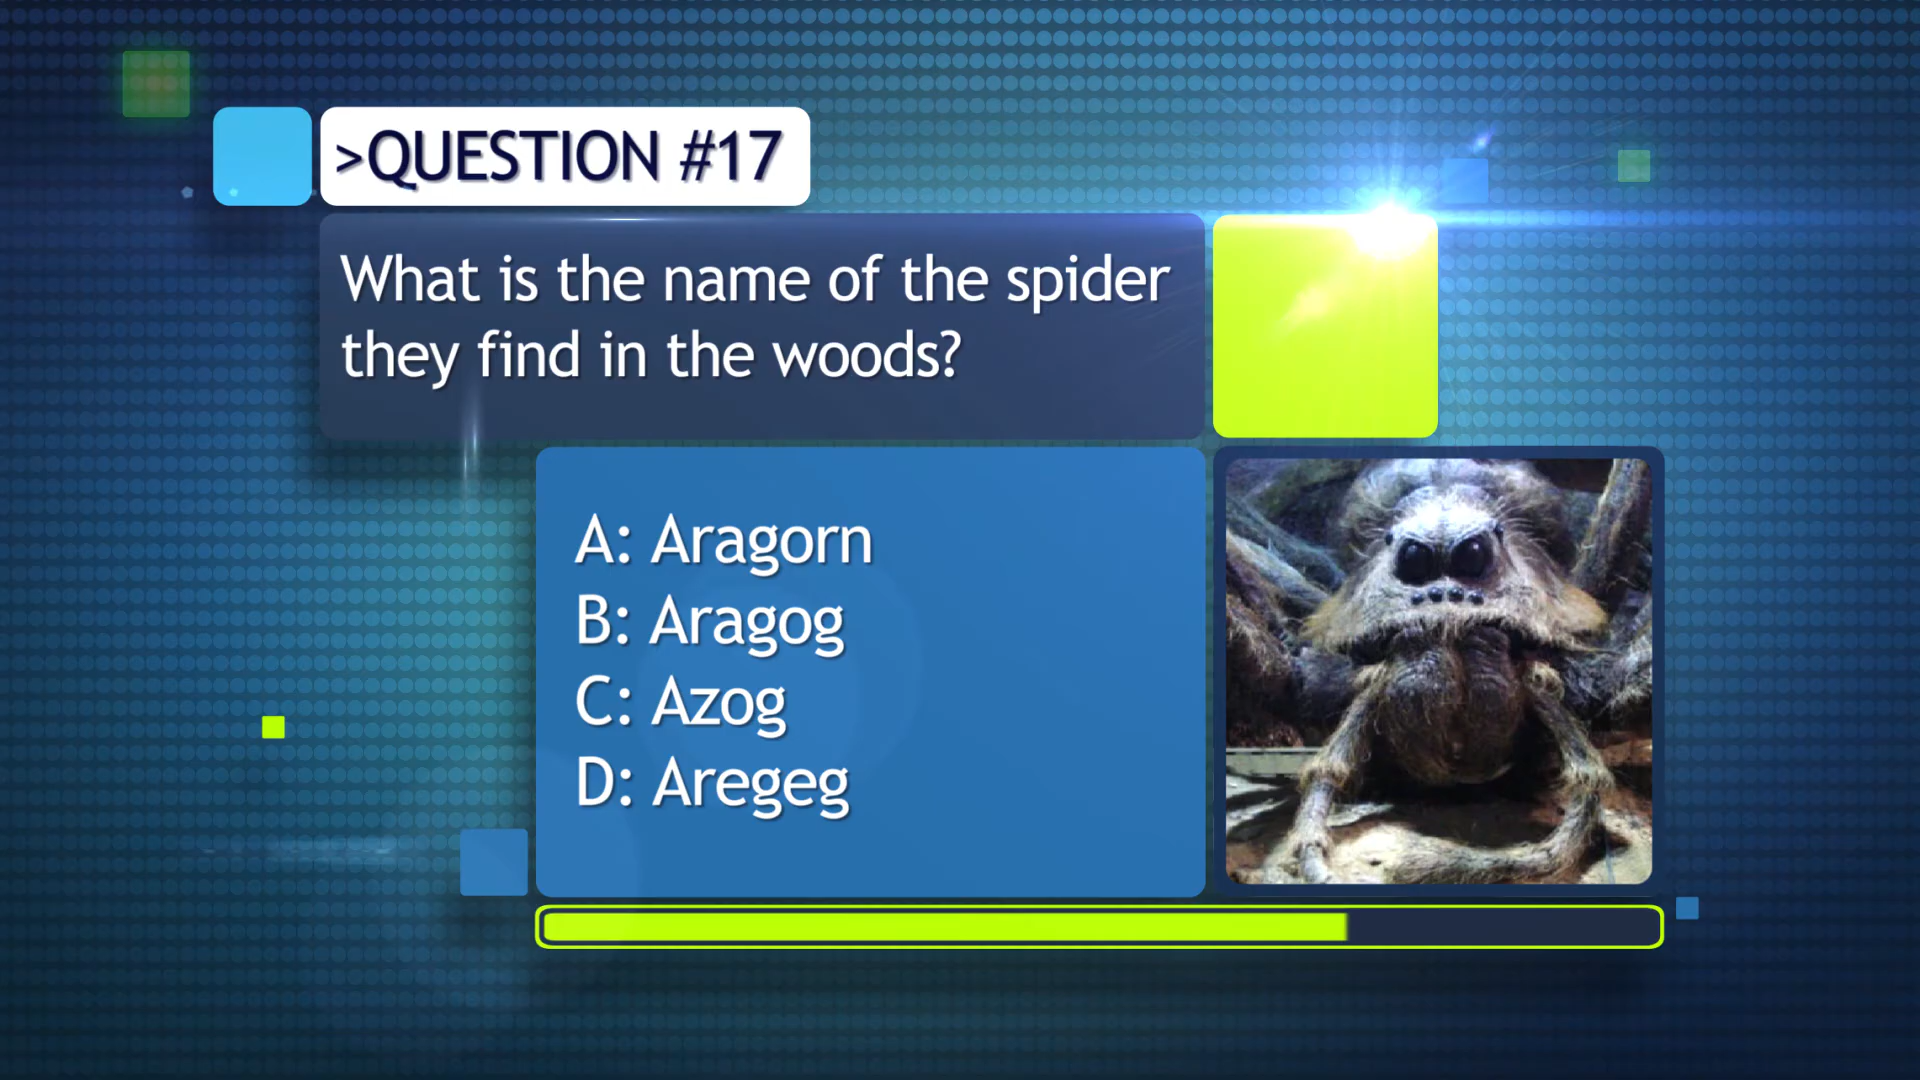 >QUESTION #17
What is the name of the spider
they find in the woods?
A: Aragorn
B: Aragog
C: Azog
D: Aregeg